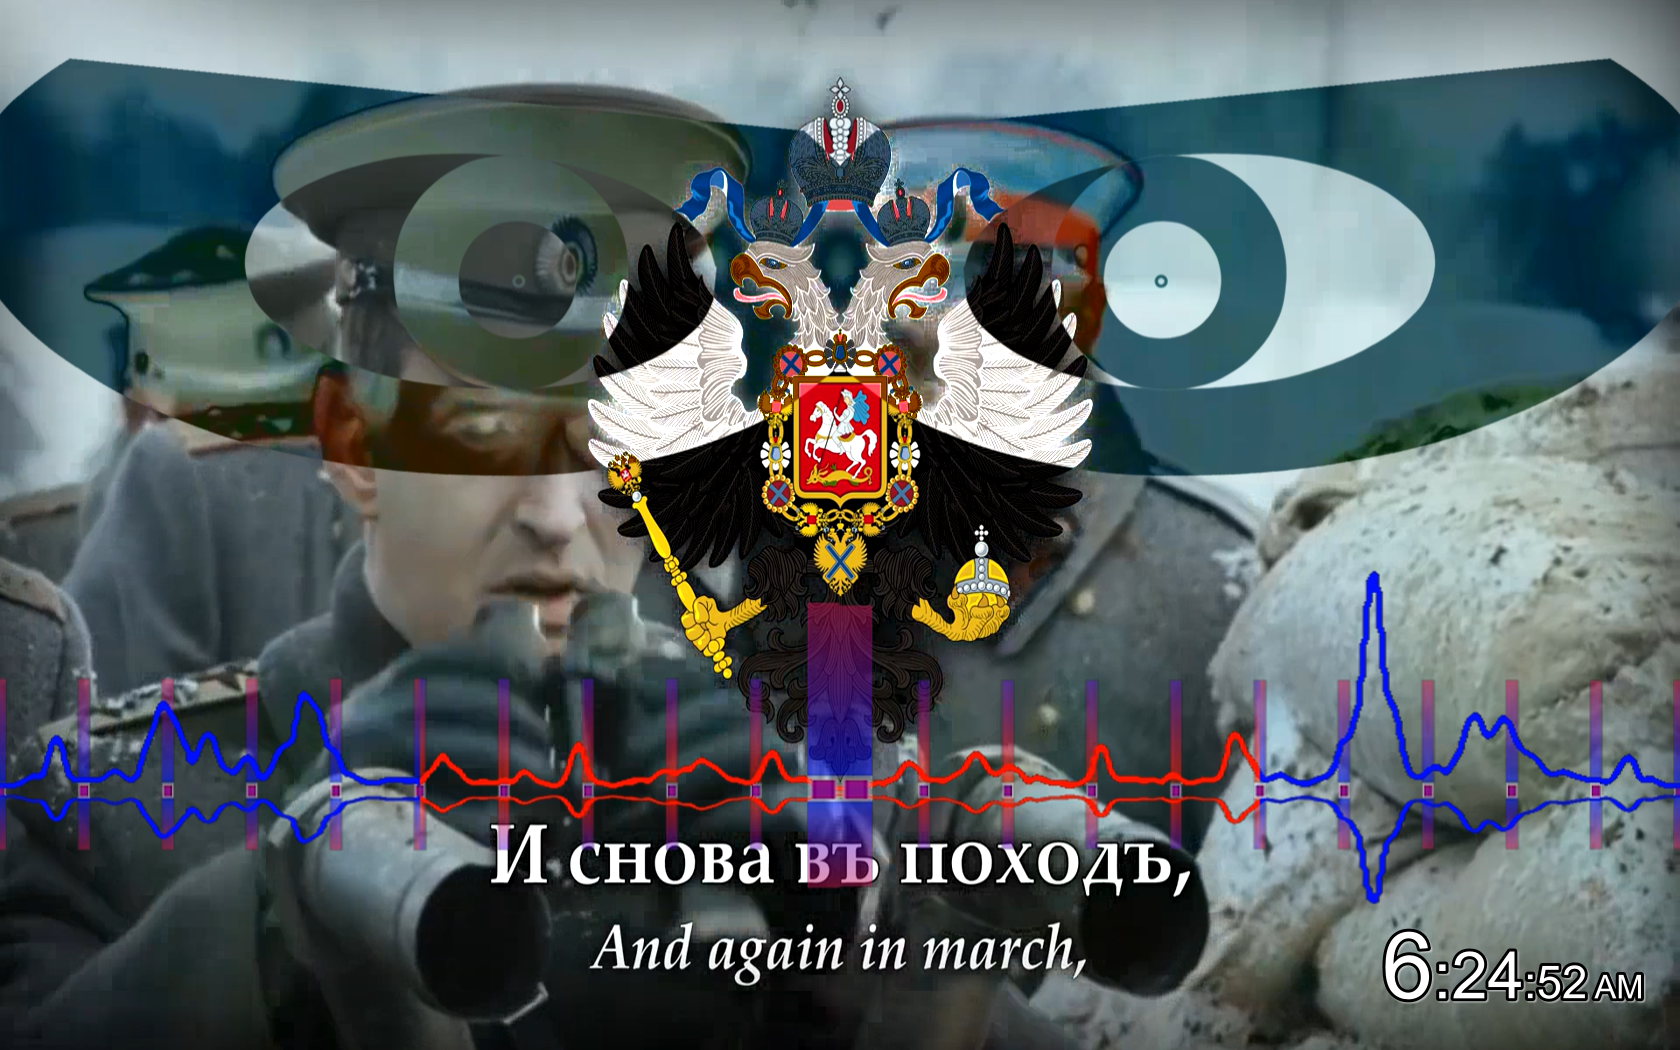 И снова въ походъ,
And again in march,
6:24:52 AM